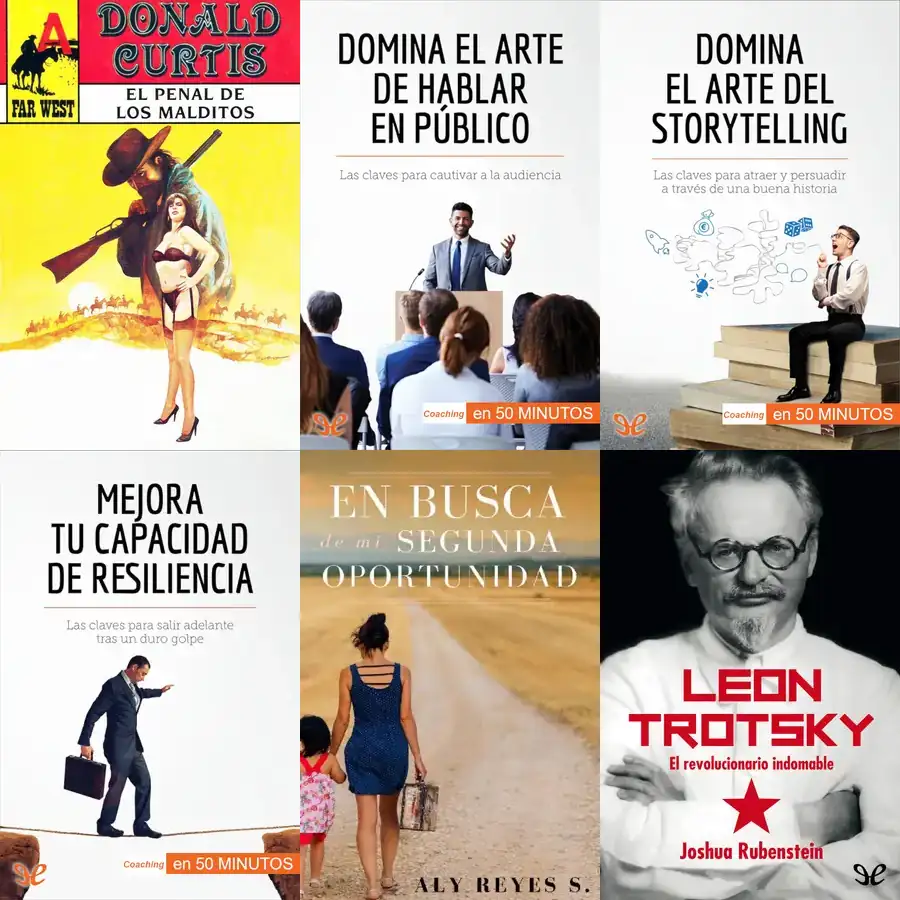 A
FAR WEST
DONALD
CURTIS
EL PENAL DE
LOS MALDITOS
DOMINA EL ARTE
DE HABLAR
EN PÚBLICO
Las claves para cautivar a la audiencia
Coaching en 50 MINUTOS
DOMINA
EL ARTE DEL
STORYTELLING
Las claves para atraer y persuadir
a través de una buena historia
Coaching en 50 MINUTOS
MEJORA
TU CAPACIDAD
DE RESILIENCIA
Las claves para salir adelante
tras un duro golpe
Coaching en 50 MINUTOS
EN BUSCA
de mi SEGUNDA
OPORTUNIDAD
ALY REYES S.
LEON
TROTSKY
El revolucionario indomable
Joshua Rubenstein